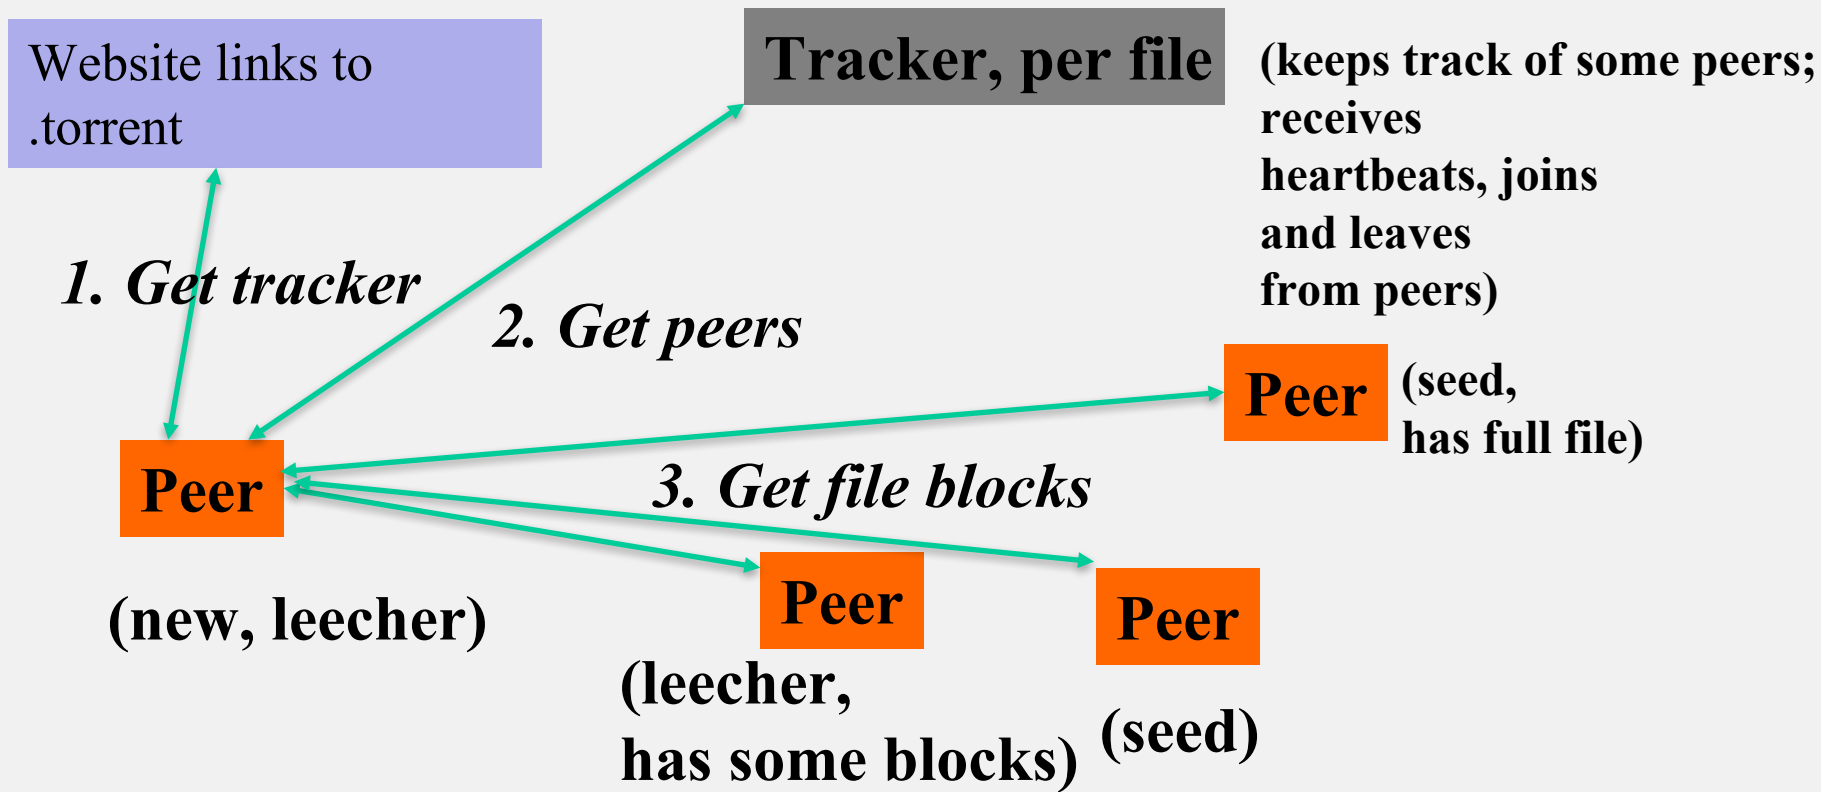 Website links to
.torrent
Tracker, per file
(keeps track of some peers;
receives
heartbeats, joins
and leaves
from peers)
1. Get tracker
2. Get peers
Peer
(seed,
has full file)
Peer
3. Get file blocks
(new, leecher)
Peer
(leecher,
has some blocks)
Peer
(seed)